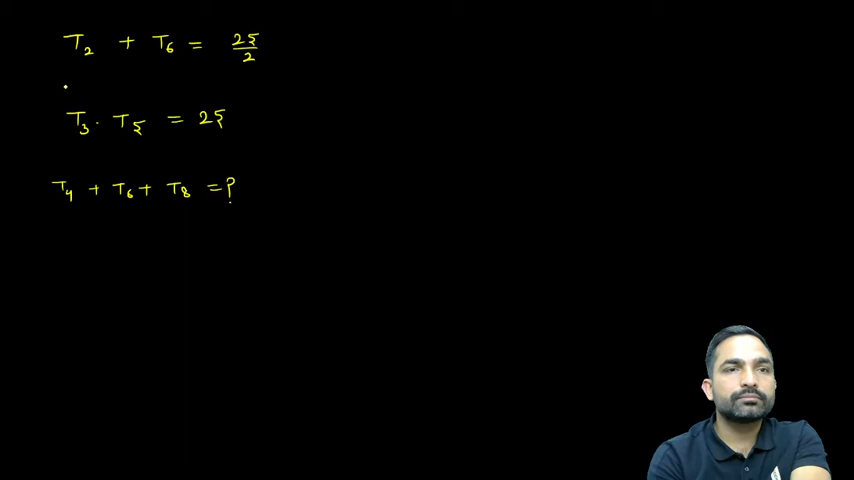 T₂ + T₆ = 25/2
T₃ · T₅ = 25
T₄ + T₆ + T₈ = ?